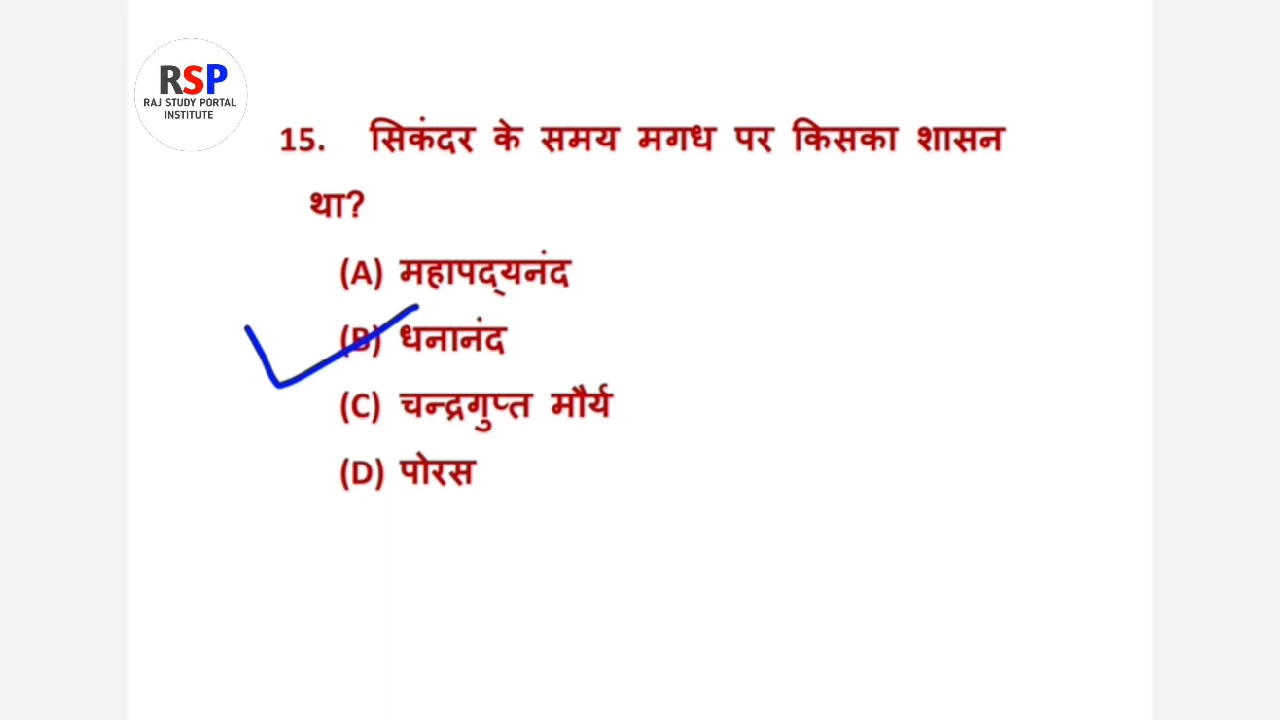 RSP
RAJ STUDY PORTAL
INSTITUTE
15. सिकंदर के समय मगध पर किसका शासन
था?
(A) महापद्यनंद
(B) धनानंद
(C) चन्द्रगुप्त मौर्य
(D) पोरस